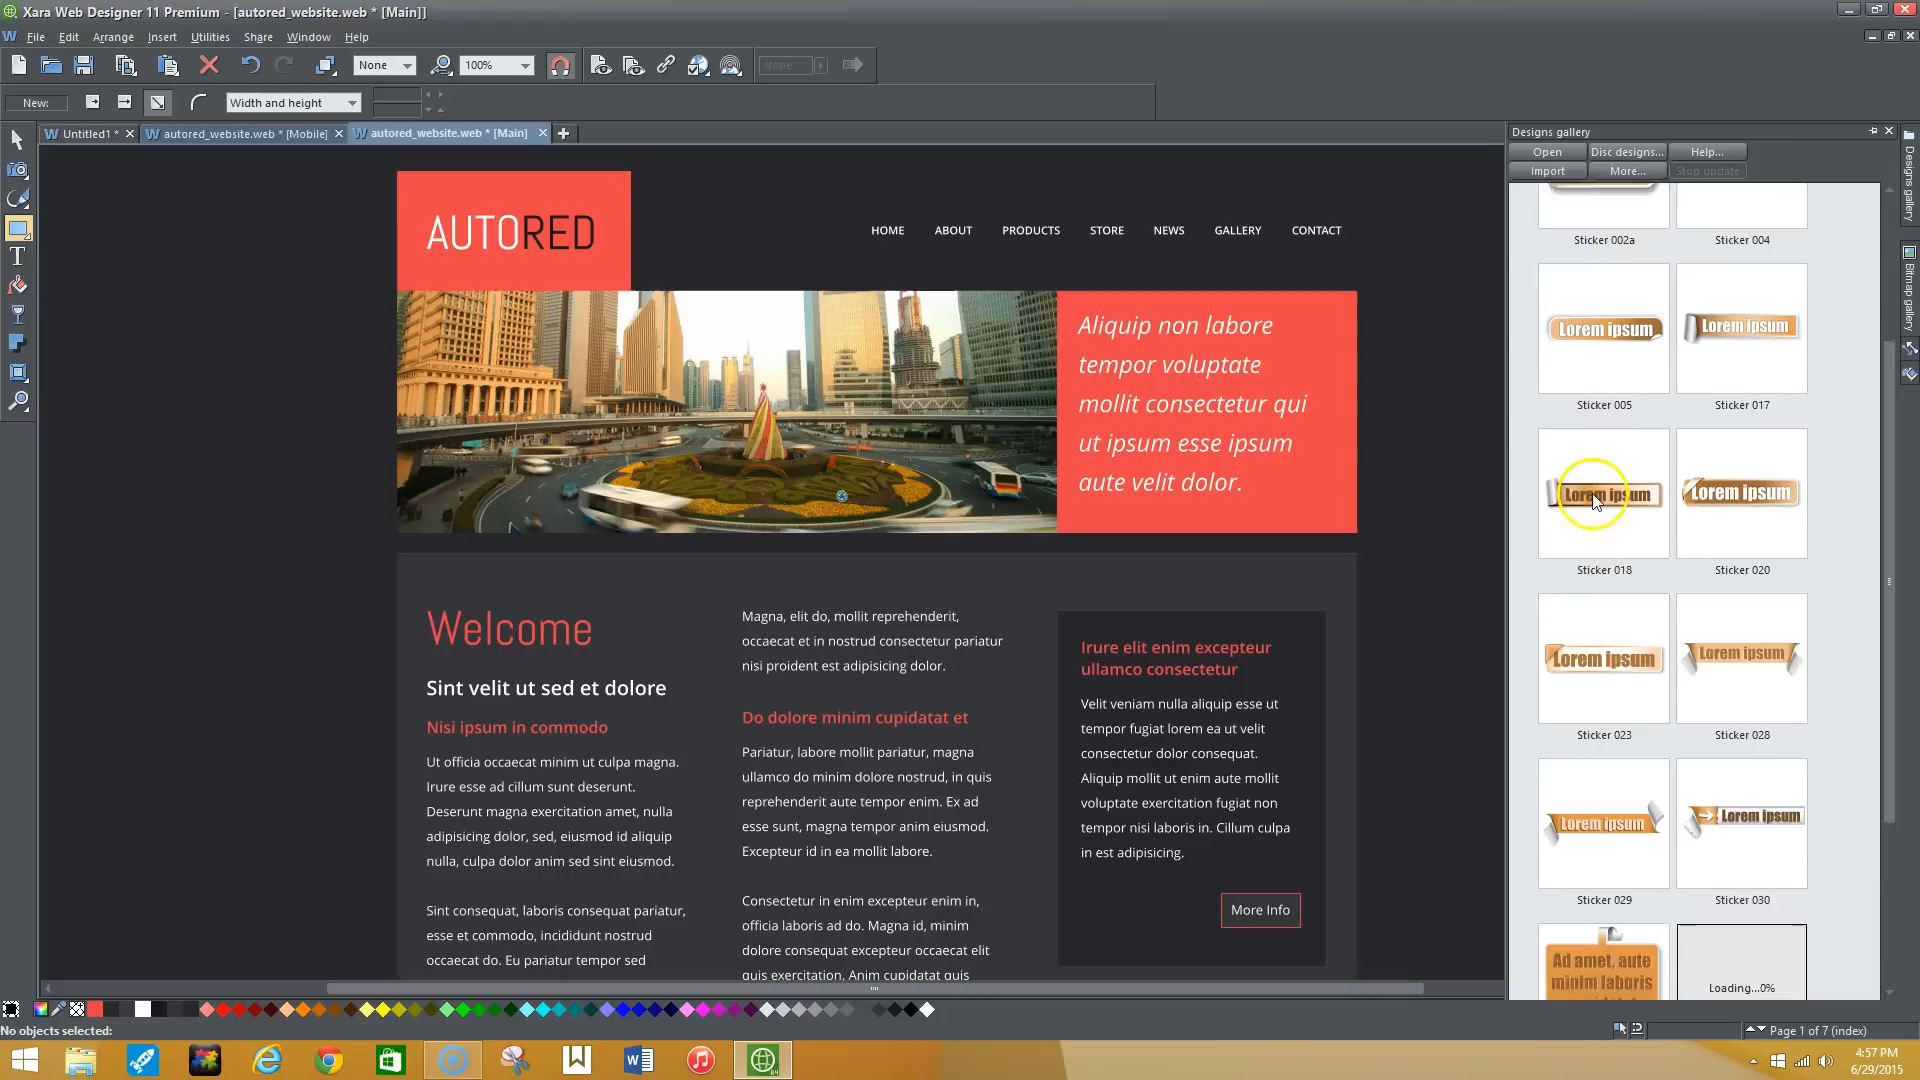 Xara Web Designer 11 Premium - [autored_website.web * [Main]]
File Edit Arrange Insert Utilities Share Window Help
None 100% None
New: Width and height
Untitled1 * autored_website.web * [Mobile] autored_website.web * [Main]
AUTORED
HOME ABOUT PRODUCTS STORE NEWS GALLERY CONTACT
Aliquip non labore
tempor voluptate
mollit consectetur qui
ut ipsum esse ipsum
aute velit dolor.
Welcome
Sint velit ut sed et dolore
Nisi ipsum in commodo
Ut officia occaecat minim ut culpa magna.
Irure esse ad cillum sunt deserunt.
Deserunt magna exercitation amet, nulla
adipisicing dolor, sed, eiusmod id aliquip
nulla, culpa dolor anim sed sint eiusmod.
Sint consequat, laboris consequat pariatur,
esse et commodo, incididunt nostrud
occaecat do. Eu pariatur tempor sed
Magna, elit do, mollit reprehenderit,
occaecat et in nostrud consectetur pariatur
nisi proident est adipisicing dolor.
Do dolore minim cupidatat et
Pariatur, labore mollit pariatur, magna
ullamco do minim dolore nostrud, in quis
reprehenderit aute tempor enim. Ex ad
esse sunt, magna tempor anim eiusmod.
Excepteur id in ea mollit labore.
Consectetur in enim excepteur enim in,
officia laboris ad do. Magna id, minim
dolore consequat excepteur occaecat elit
quis exercitation. Anim cupidatat quis
Irure elit enim excepteur
ullamco consectetur
Velit veniam nulla aliquip esse ut
tempor fugiat lorem ea ut velit
consectetur dolor consequat.
Aliquip mollit ut enim aute mollit
voluptate exercitation fugiat non
tempor nisi laboris in. Cillum culpa
in est adipisicing.
More Info
Designs gallery
Open Disc designs... Help...
Import More... Stop update
Sticker 002a Sticker 004
Lorem ipsum Lorem ipsum
Sticker 005 Sticker 017
Lorem ipsum Lorem ipsum
Sticker 018 Sticker 020
Lorem ipsum Lorem ipsum
Sticker 023 Sticker 028
Lorem ipsum Lorem ipsum
Sticker 029 Sticker 030
Ad amet, aute
minim laboris
Loading...0%
Designs gallery
Bitmap gallery
No objects selected:
Page 1 of 7 (index)
4:57 PM
6/29/2015